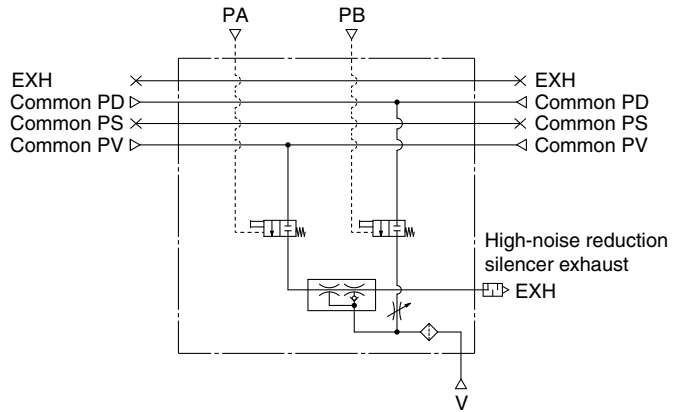 PA
PB
EXH
EXH
Common PD
Common PD
Common PS
Common PS
Common PV
Common PV
High-noise reduction
silencer exhaust
EXH
V